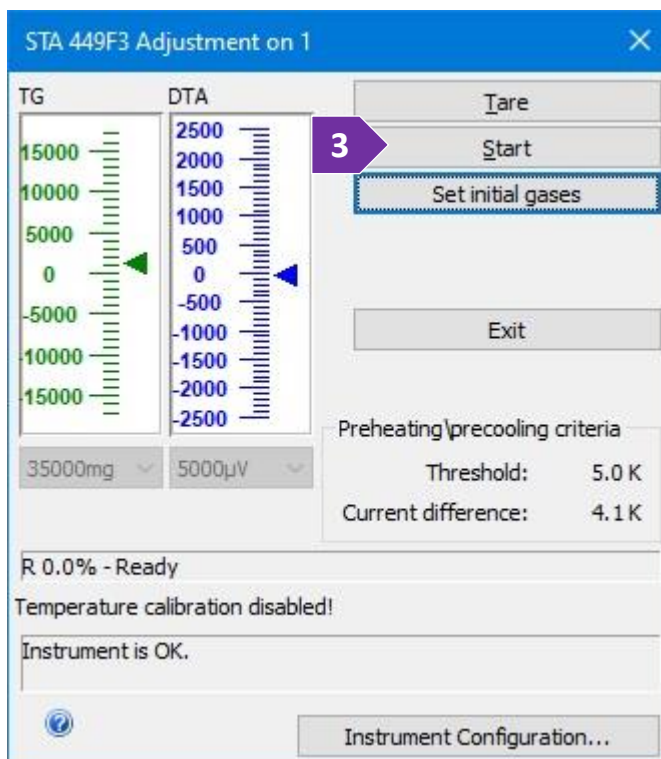 STA 449F3 Adjustment on 1
TG
DTA
15000
10000
5000
0
-5000
-10000
-15000
2500
2000
1500
1000
500
0
-500
-1000
-1500
-2000
-2500
35000mg
5000µV
Tare
3
Start
Set initial gases
Exit
Preheating\precooling criteria
Threshold: 5.0 K
Current difference: 4.1 K
R 0.0% - Ready
Temperature calibration disabled!
Instrument is OK.
?
Instrument Configuration...